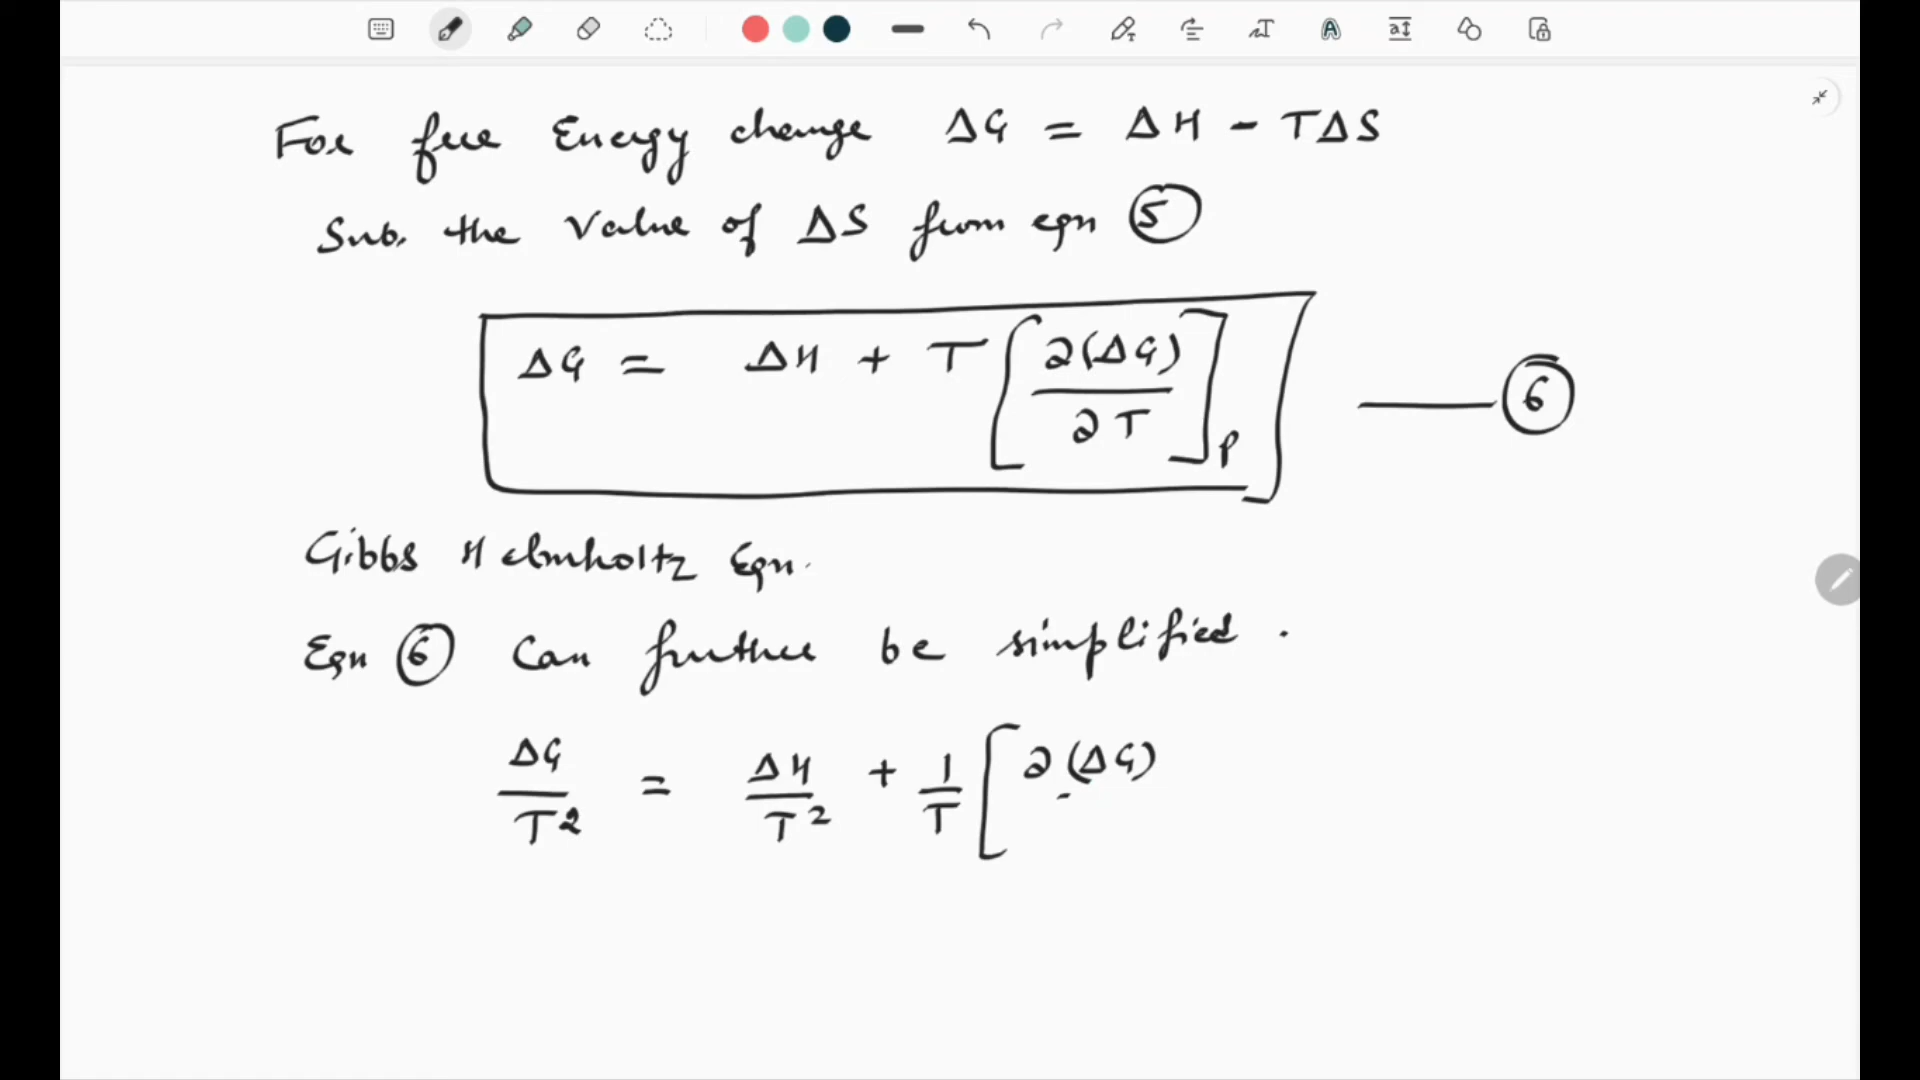 For free Energy change ΔG = ΔH - TΔS
Sub. the value of ΔS from eqn ⑤
ΔG = ΔH + T [∂(ΔG)/∂T]P —— ⑥
Gibbs Helmholtz Eqn.
Eqn ⑥ Can further be simplified.
ΔG/T² = ΔH/T² + 1/T [∂(ΔG)